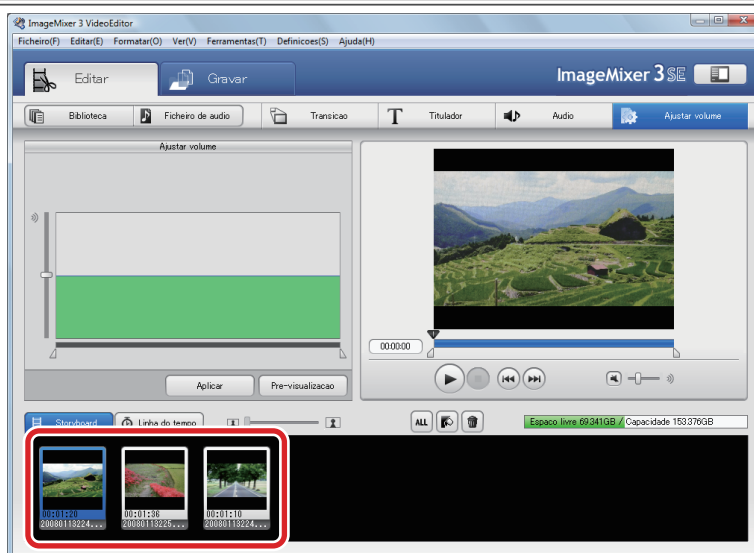 ImageMixer 3 VideoEditor
Ficheiro(F) Editar(E) Formatar(O) Ver(V) Ferramentas(T) Definicoes(S) Ajuda(H)
Editar Gravar ImageMixer 3 SE
Biblioteca Ficheiro de audio Transicao T Titulador Audio Ajustar volume
Ajustar volume
00:00:00
Aplicar Pre-visualizacao
Storyboard Linha do tempo ALL Espaco livre 69.341GB / Capacidade 153.376GB
00:01:20 00:01:36 00:01:10
20080113224... 20080113225... 20080113224...